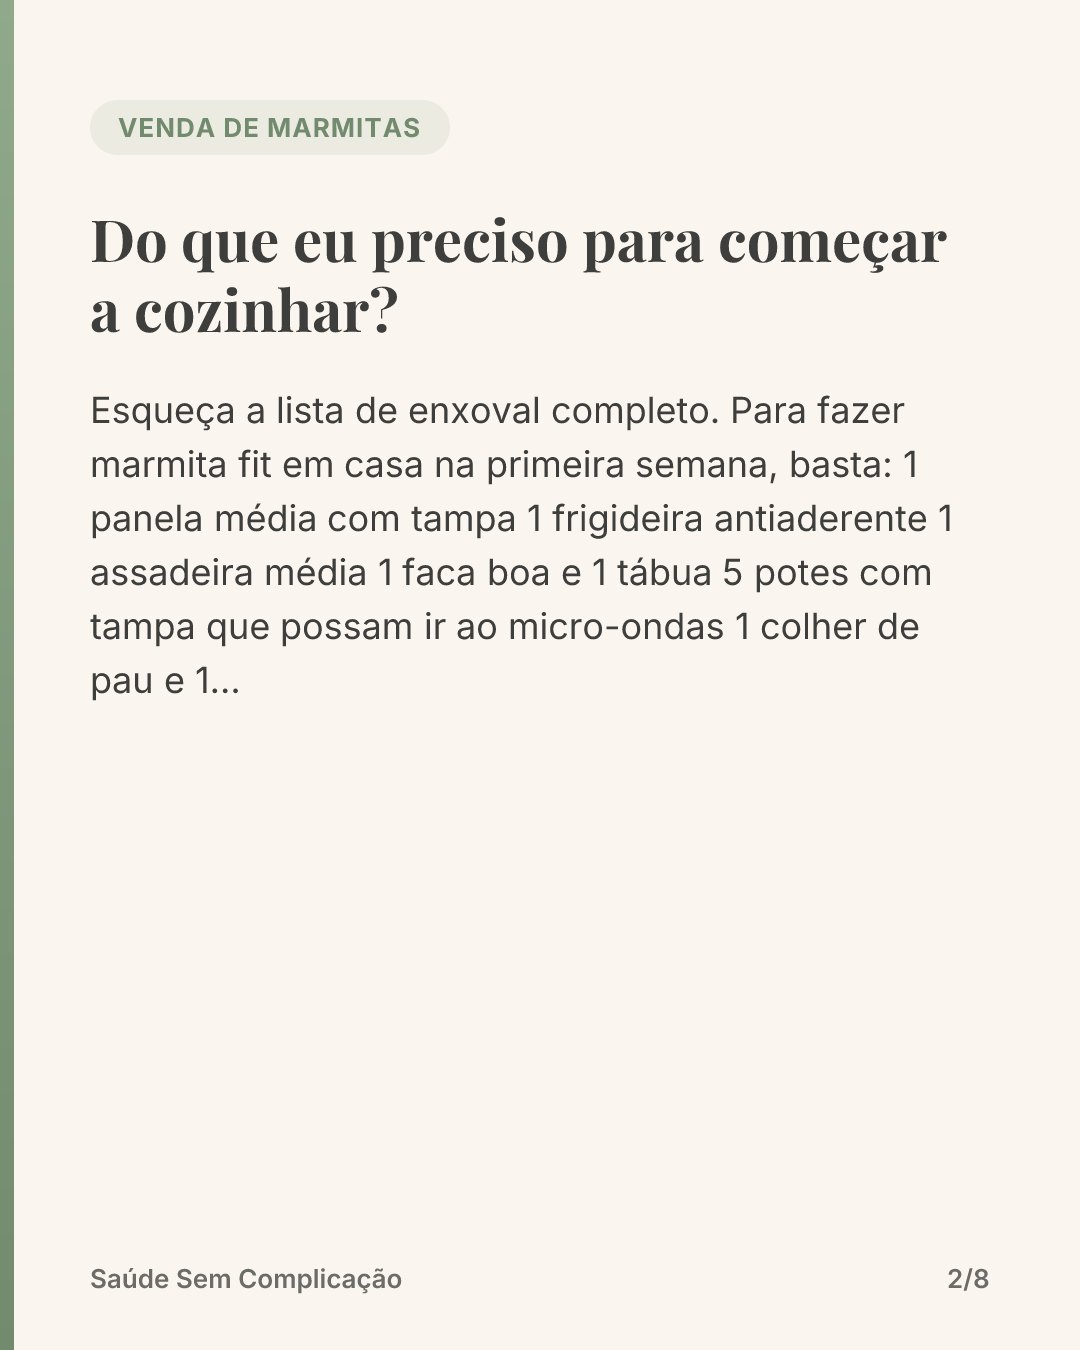 VENDA DE MARMITAS
Do que eu preciso para começar
a cozinhar?
Esqueça a lista de enxoval completo. Para fazer
marmita fit em casa na primeira semana, basta: 1
panela média com tampa 1 frigideira antiaderente 1
assadeira média 1 faca boa e 1 tábua 5 potes com
tampa que possam ir ao micro-ondas 1 colher de
pau e 1...
Saúde Sem Complicação
2/8